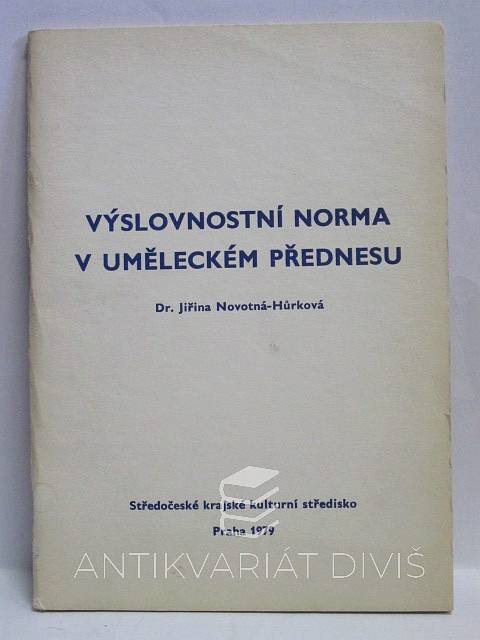 VÝSLOVNOSTNÍ NORMA
V UMĚLECKÉM PŘEDNESU
Dr. Jiřina Novotná-Hůrková
Středočeské krajské kulturní středisko
Praha 1979
ANTIKVARIÁT DIVIŠ